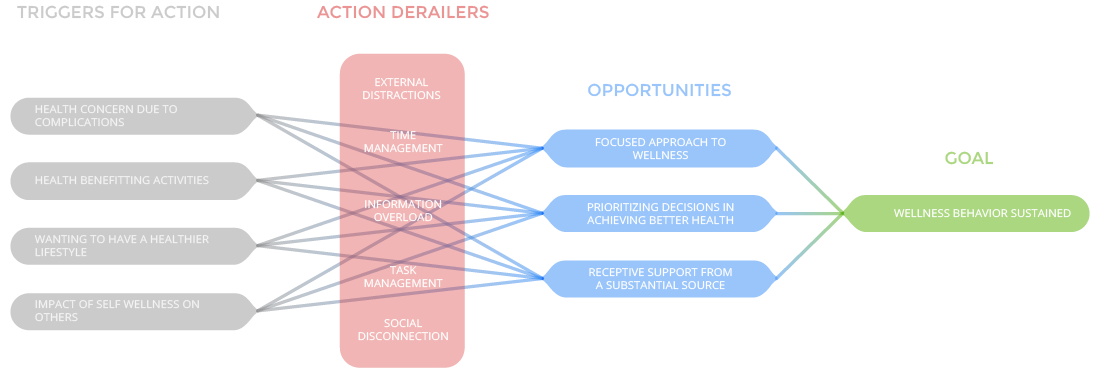 TRIGGERS FOR ACTION
HEALTH CONCERN DUE TO
COMPLICATIONS
HEALTH BENEFITTING ACTIVITIES
WANTING TO HAVE A HEALTHIER
LIFESTYLE
IMPACT OF SELF WELLNESS ON
OTHERS
ACTION DERAILERS
EXTERNAL
DISTRACTIONS
TIME
MANAGEMENT
INFORMATION
OVERLOAD
TASK
MANAGEMENT
SOCIAL
DISCONNECTION
OPPORTUNITIES
FOCUSED APPROACH TO
WELLNESS
PRIORITIZING DECISIONS IN
ACHIEVING BETTER HEALTH
RECEPTIVE SUPPORT FROM
A SUBSTANTIAL SOURCE
GOAL
WELLNESS BEHAVIOR SUSTAINED